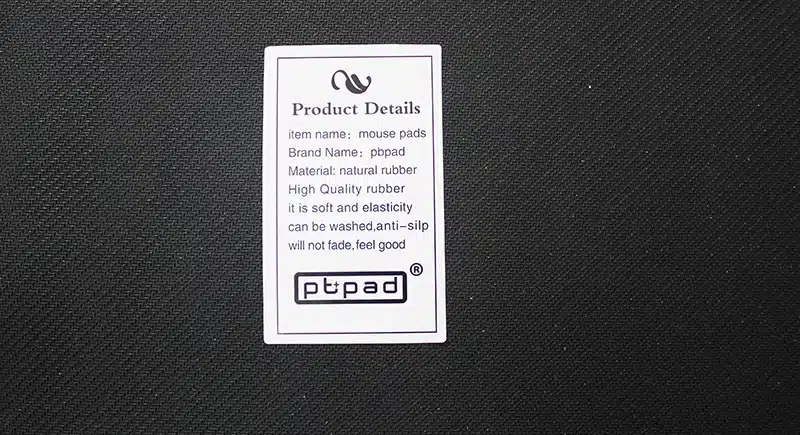 Product Details
item name: mouse pads
Brand Name: pbpad
Material: natural rubber
High Quality rubber
it is soft and elasticity
can be washed,anti-silp
will not fade,feel good
ptpad®